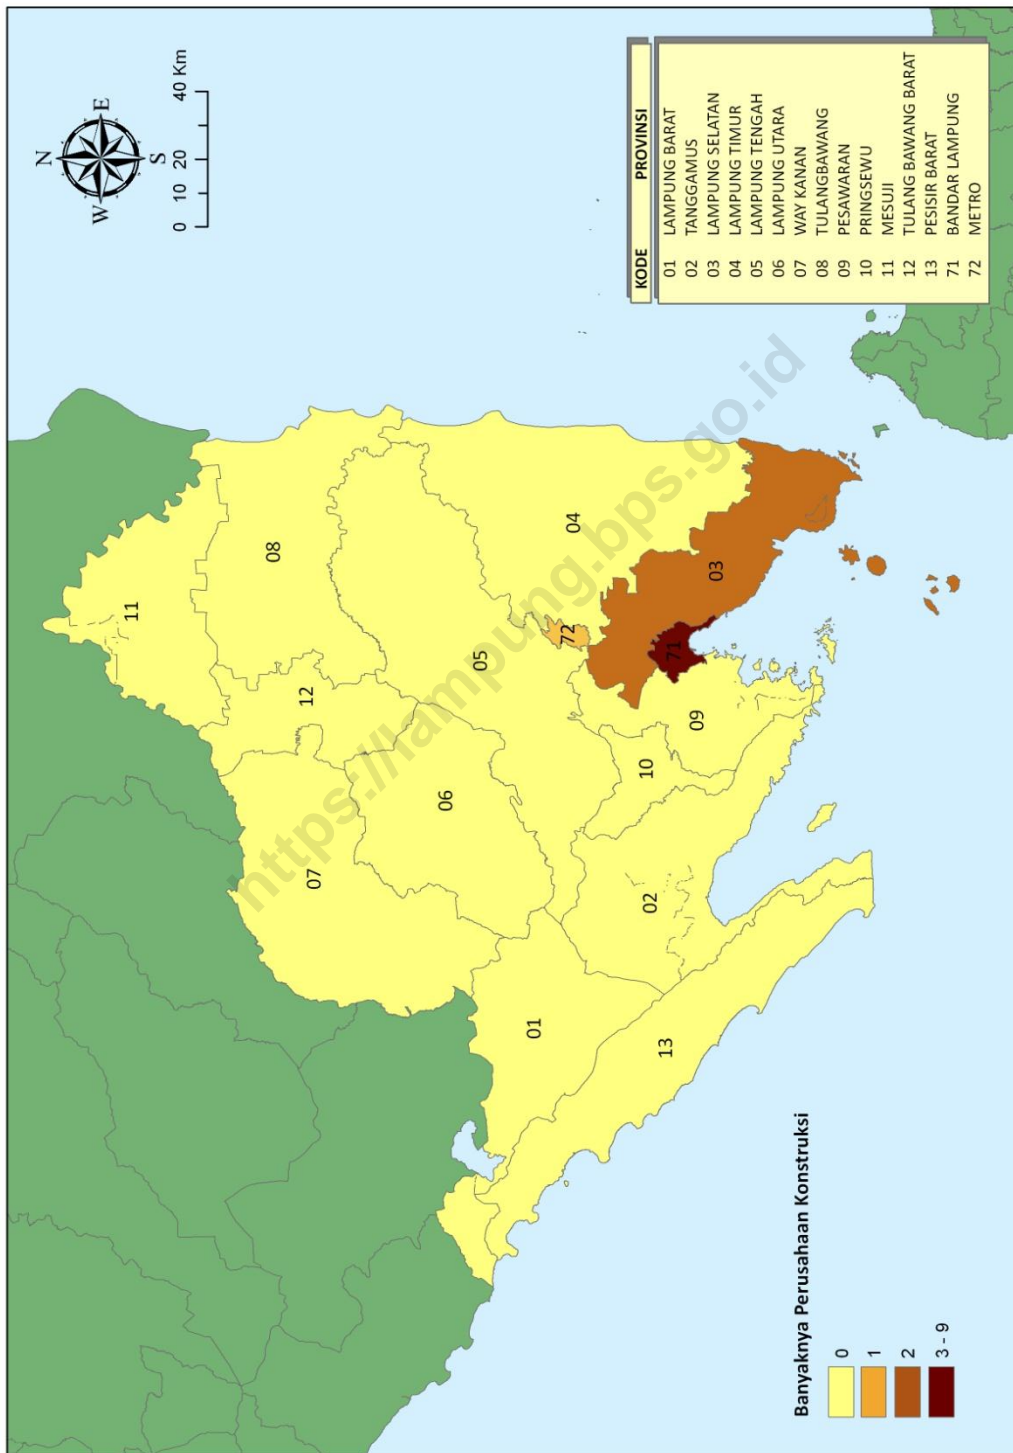 N
W
E
S
0 10 20 40 Km
KODE PROVINSI
01 LAMPUNG BARAT
02 TANGGAMUS
03 LAMPUNG SELATAN
04 LAMPUNG TIMUR
05 LAMPUNG TENGAH
06 LAMPUNG UTARA
07 WAY KANAN
08 TULANGBAWANG
09 PESAWARAN
10 PRINGSEWU
11 MESUJI
12 TULANG BAWANG BARAT
13 PESISIR BARAT
71 BANDAR LAMPUNG
72 METRO
11
08
12
07
06
05
04
72
03
71
09
10
02
01
13
https://lampung.bps.go.id
Banyaknya Perusahaan Konstruksi
0
1
2
3 - 9